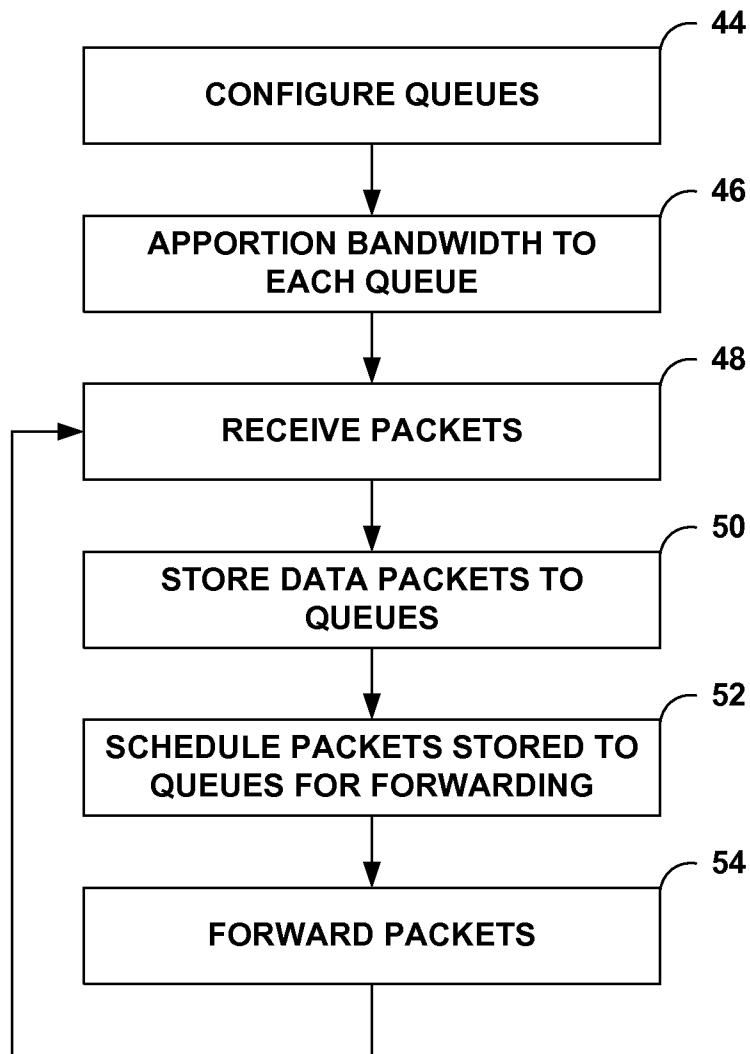 44
CONFIGURE QUEUES
46
APPORTION BANDWIDTH TO
EACH QUEUE
48
RECEIVE PACKETS
50
STORE DATA PACKETS TO
QUEUES
52
SCHEDULE PACKETS STORED TO
QUEUES FOR FORWARDING
54
FORWARD PACKETS